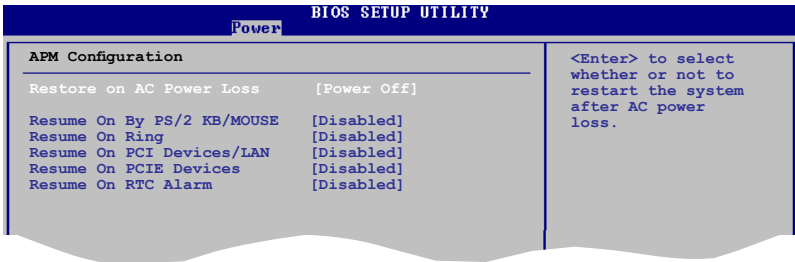 BIOS SETUP UTILITY
Power
APM Configuration
Restore on AC Power Loss [Power Off]
Resume On By PS/2 KB/MOUSE [Disabled]
Resume On Ring [Disabled]
Resume On PCI Devices/LAN [Disabled]
Resume On PCIE Devices [Disabled]
Resume On RTC Alarm [Disabled]
<Enter> to select
whether or not to
restart the system
after AC power
loss.